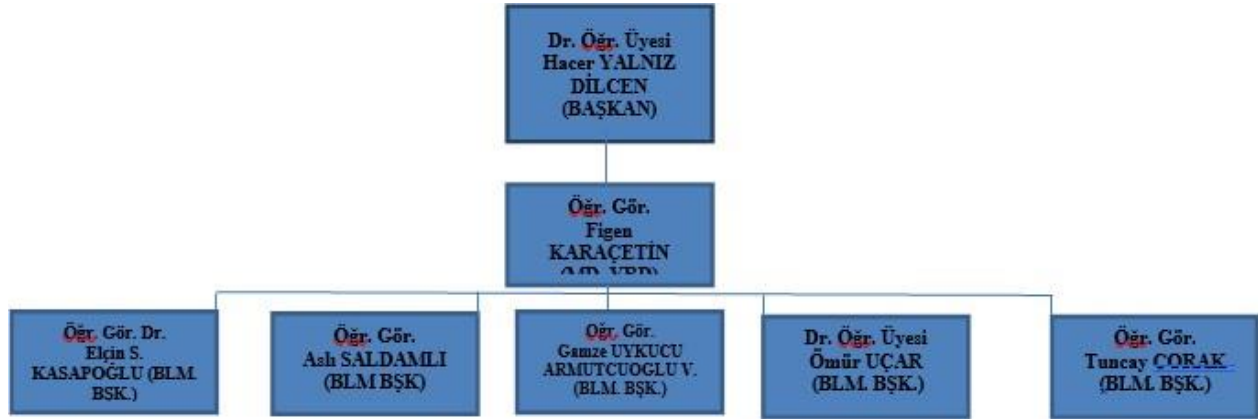 Dr. Öğr. Üyesi
Hacer YALNIZ
DİLCEN
(BAŞKAN)
Öğr. Gör.
Figen
KARAÇETİN
Öğr. Gör. Dr.
Elçin S.
KASAPOĞLU (BLM.
BŞK.)
Öğr. Gör.
Aslı SALDAMLI
(BLM BŞK)
Öğr. Gör.
Gamze UYKUCU
ARMUTCUOGLU V.
(BLM. BŞK.)
Dr. Öğr. Üyesi
Ömür UÇAR
(BLM. BŞK.)
Öğr. Gör.
Tuncay ÇORAK
(BLM. BŞK.)